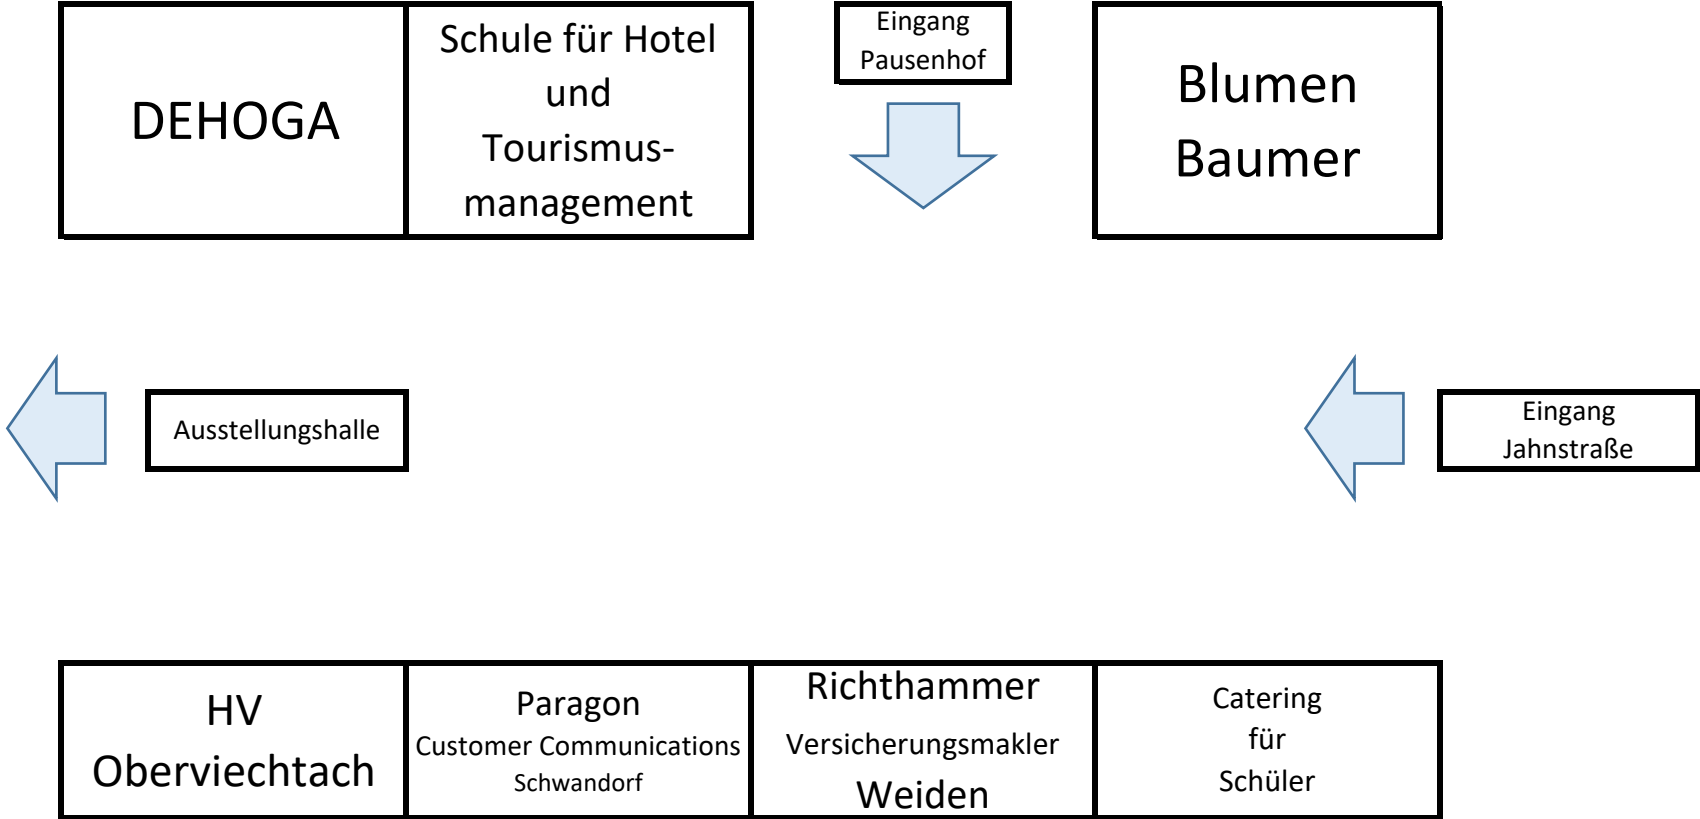 DEHOGA
Schule für Hotel
und
Tourismus-
management
Eingang
Pausenhof
Blumen
Baumer
Ausstellungshalle
Eingang
Jahnstraße
HV
Oberviechtach
Paragon
Customer Communications
Schwandorf
Richthammer
Versicherungsmakler
Weiden
Catering
für
Schüler